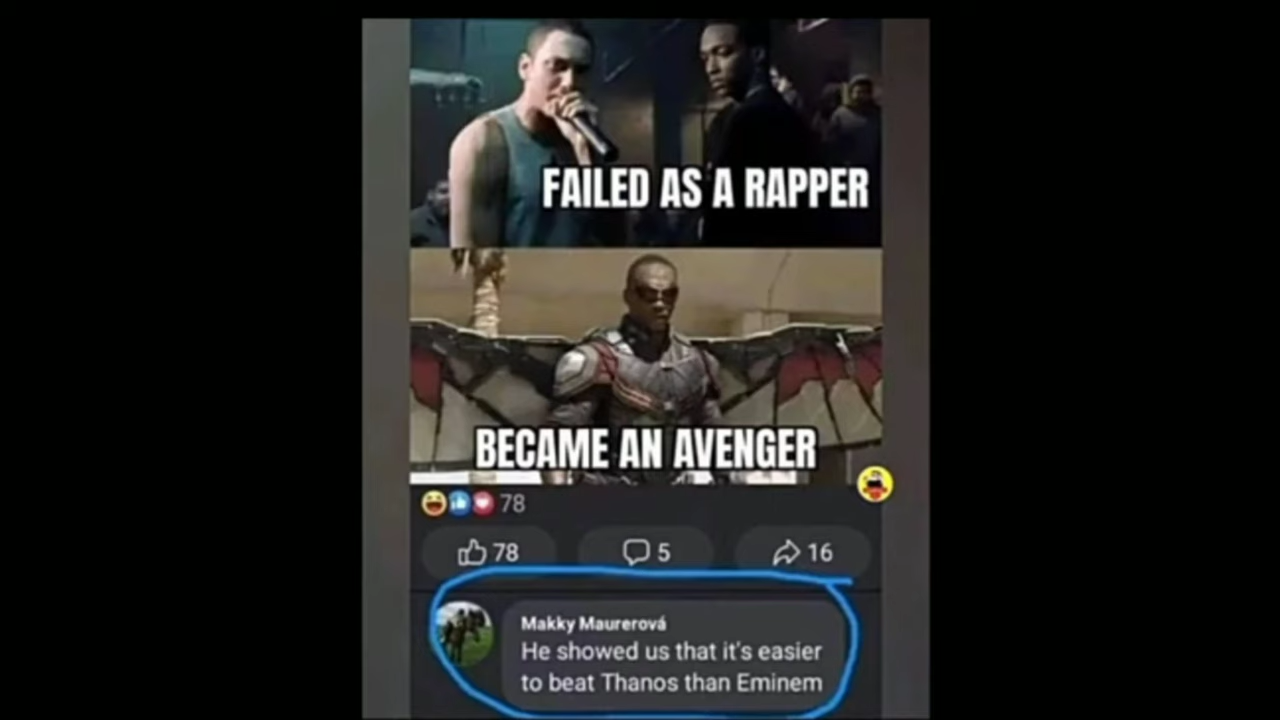 FAILED AS A RAPPER
BECAME AN AVENGER
78
78
5
16
Makky Maurerová
He showed us that it's easier
to beat Thanos than Eminem